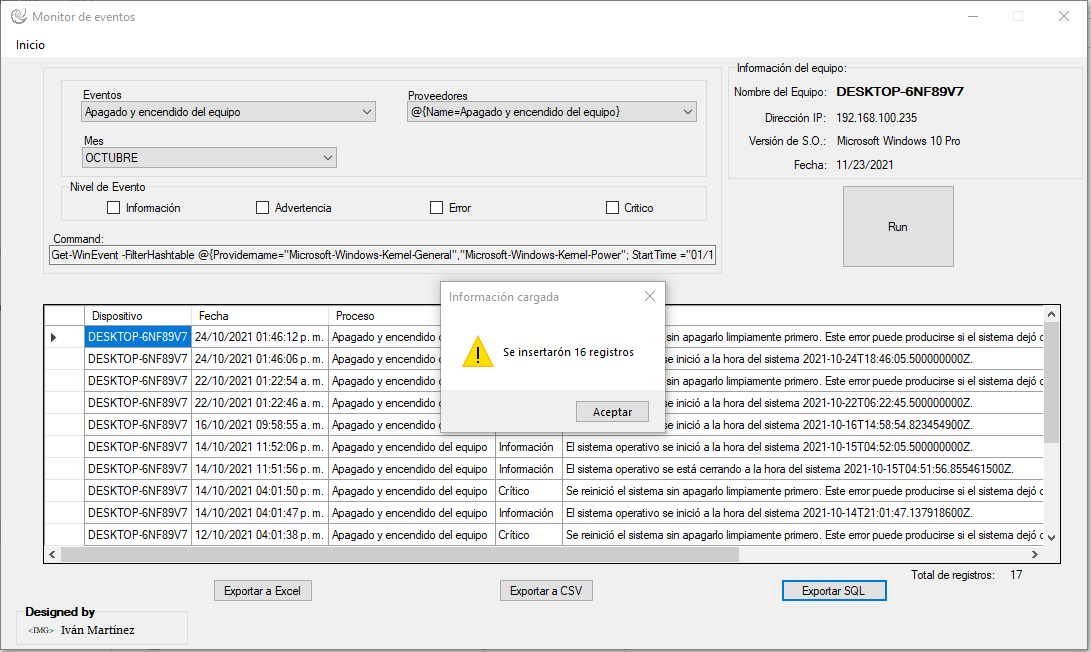 Monitor de eventos
Inicio
Eventos
Apagado y encendido del equipo
Proveedores
@{Name=Apagado y encendido del equipo}
Mes
OCTUBRE
Nivel de Evento
Información Advertencia Error Critico
Command:
Get-WinEvent -FilterHashtable @{Providername="Microsoft-Windows-Kernel-General","Microsoft-Windows-Kernel-Power"; StartTime ="01/1
Información del equipo:
Nombre del Equipo: DESKTOP-6NF89V7
Dirección IP: 192.168.100.235
Versión de S.O.: Microsoft Windows 10 Pro
Fecha: 11/23/2021
Run
Información cargada
Se insertarón 16 registros
Aceptar
Dispositivo Fecha Proceso
DESKTOP-6NF89V7 24/10/2021 01:46:12 p. m. Apagado y encendido sin apagarlo limpiamente primero. Este error puede producirse si el sistema dejó
DESKTOP-6NF89V7 24/10/2021 01:46:06 p. m. Apagado y encendido se inició a la hora del sistema 2021-10-24T18:46:05.500000000Z.
DESKTOP-6NF89V7 22/10/2021 01:22:54 a. m. Apagado y encendido sin apagarlo limpiamente primero. Este error puede producirse si el sistema dejó
DESKTOP-6NF89V7 22/10/2021 01:22:46 a. m. Apagado y encendido se inició a la hora del sistema 2021-10-22T06:22:45.500000000Z.
DESKTOP-6NF89V7 16/10/2021 09:58:55 a. m. Apagado y encendido se inició a la hora del sistema 2021-10-16T14:58:54.823454900Z.
DESKTOP-6NF89V7 14/10/2021 11:52:06 p. m. Apagado y encendido del equipo Información El sistema operativo se inició a la hora del sistema 2021-10-15T04:52:05.500000000Z.
DESKTOP-6NF89V7 14/10/2021 11:51:56 p. m. Apagado y encendido del equipo Información El sistema operativo se está cerrando a la hora del sistema 2021-10-15T04:51:56.855461500Z.
DESKTOP-6NF89V7 14/10/2021 04:01:50 p. m. Apagado y encendido del equipo Crítico Se reinició el sistema sin apagarlo limpiamente primero. Este error puede producirse si el sistema dejó
DESKTOP-6NF89V7 14/10/2021 04:01:47 p. m. Apagado y encendido del equipo Información El sistema operativo se inició a la hora del sistema 2021-10-14T21:01:47.137918600Z.
DESKTOP-6NF89V7 12/10/2021 04:01:38 p. m. Apagado y encendido del equipo Crítico Se reinició el sistema sin apagarlo limpiamente primero. Este error puede producirse si el sistema dejó
Total de registros: 17
Exportar a Excel
Exportar a CSV
Exportar SQL
Designed by
<IMG> Iván Martínez